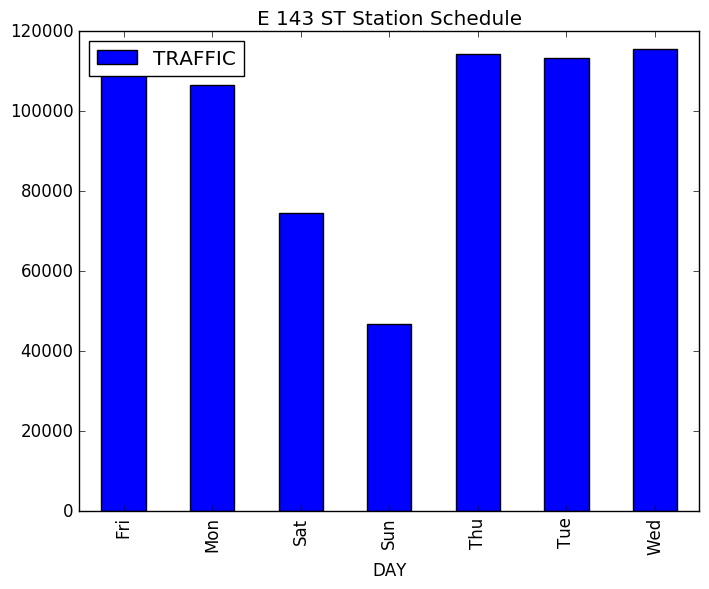 E 143 ST Station Schedule
120000
100000
80000
60000
40000
20000
0
TRAFFIC
Fri
Mon
Sat
Sun
Thu
Tue
Wed
DAY